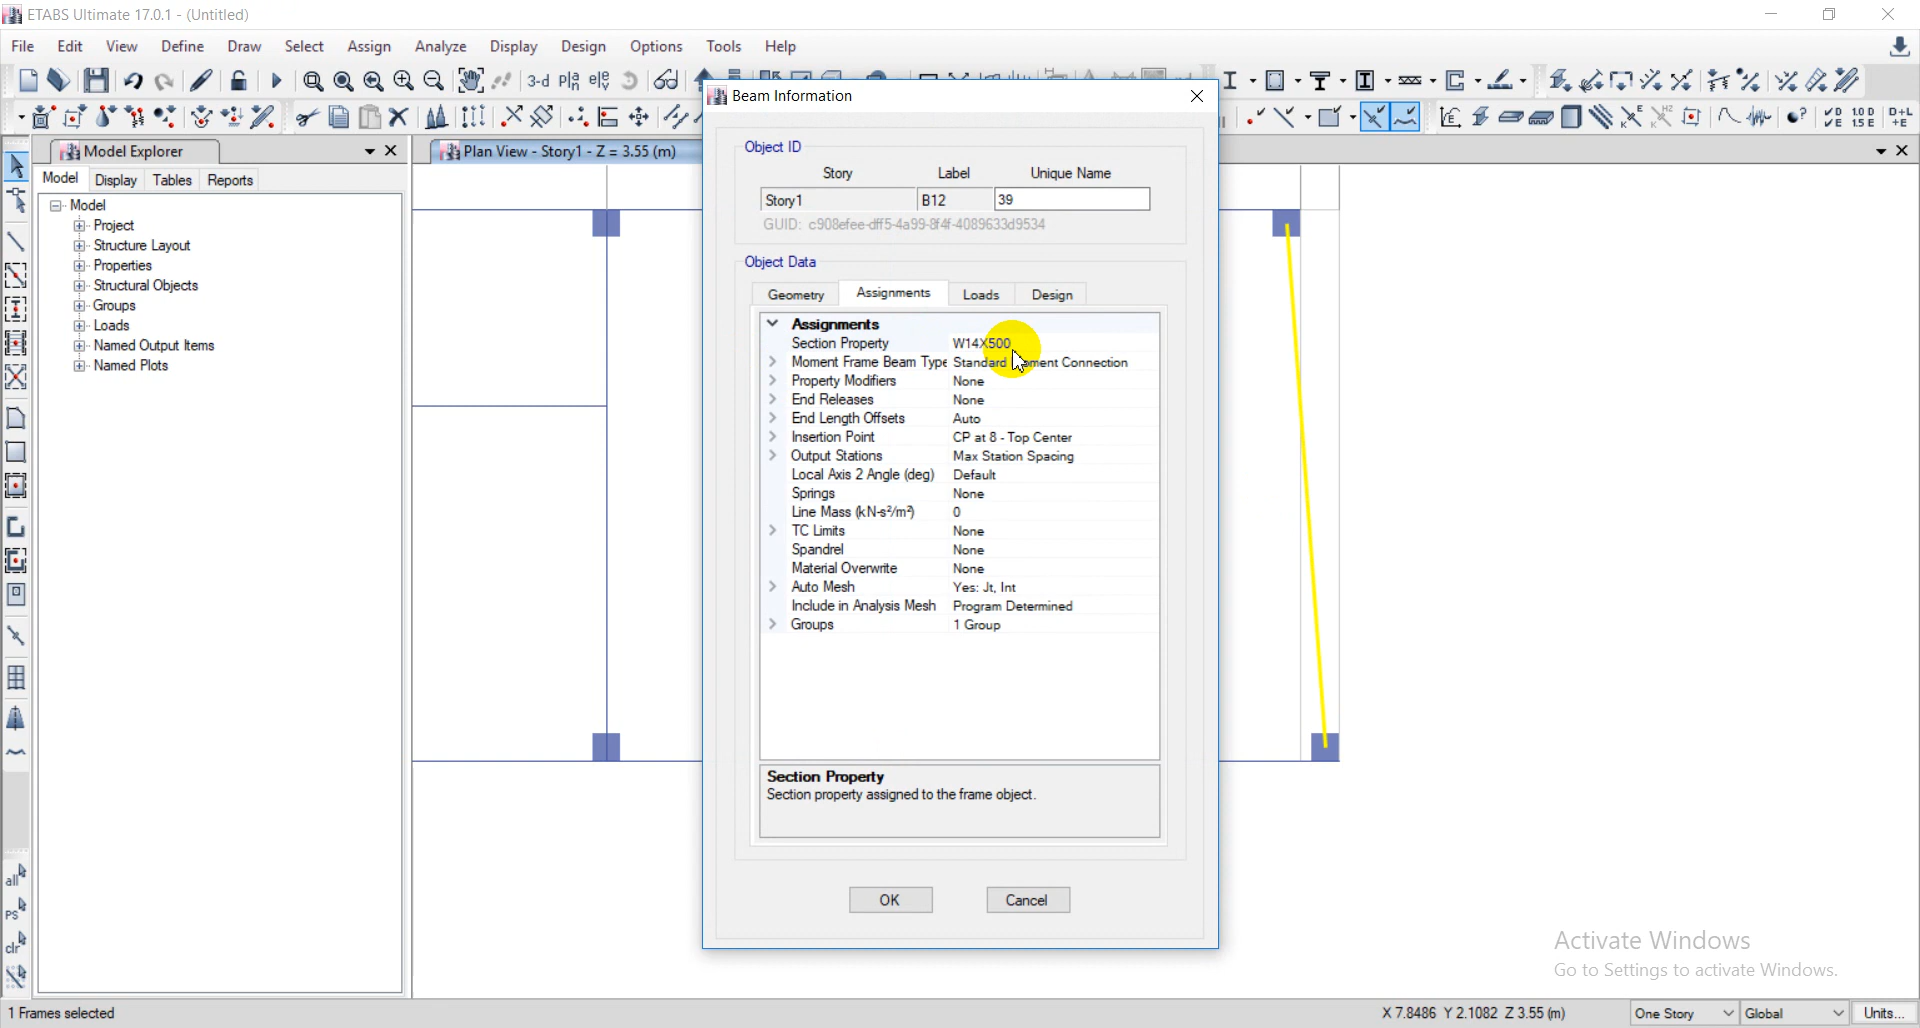 ETABS Ultimate 17.0.1 - (Untitled)
File Edit View Define Draw Select Assign Analyze Display Design Options Tools Help
3-d
Model Explorer
Model Display Tables Reports
Model
Project
Structure Layout
Properties
Structural Objects
Groups
Loads
Named Output Items
Named Plots
all
PS
clr
Plan View - Story1 - Z = 3.55 (m)
Beam Information
Object ID
Story Label Unique Name
Story1 B12 39
GUID: c908efee-dff5-4a99-8f4f-4089633d9534
Object Data
Geometry Assignments Loads Design
Assignments
Section Property W14X500
Moment Frame Beam Type Standard Moment Connection
Property Modifiers None
End Releases None
End Length Offsets Auto
Insertion Point CP at 8 - Top Center
Output Stations Max Station Spacing
Local Axis 2 Angle (deg) Default
Springs None
Line Mass (kN-s²/m²) 0
TC Limits None
Spandrel None
Material Overwrite None
Auto Mesh Yes: Jt, Int
Include in Analysis Mesh Program Determined
Groups 1 Group
Section Property
Section property assigned to the frame object.
OK Cancel
Activate Windows
Go to Settings to activate Windows.
1 Frames selected
X 7.8486 Y 2.1082 Z 3.55 (m)
One Story Global Units...